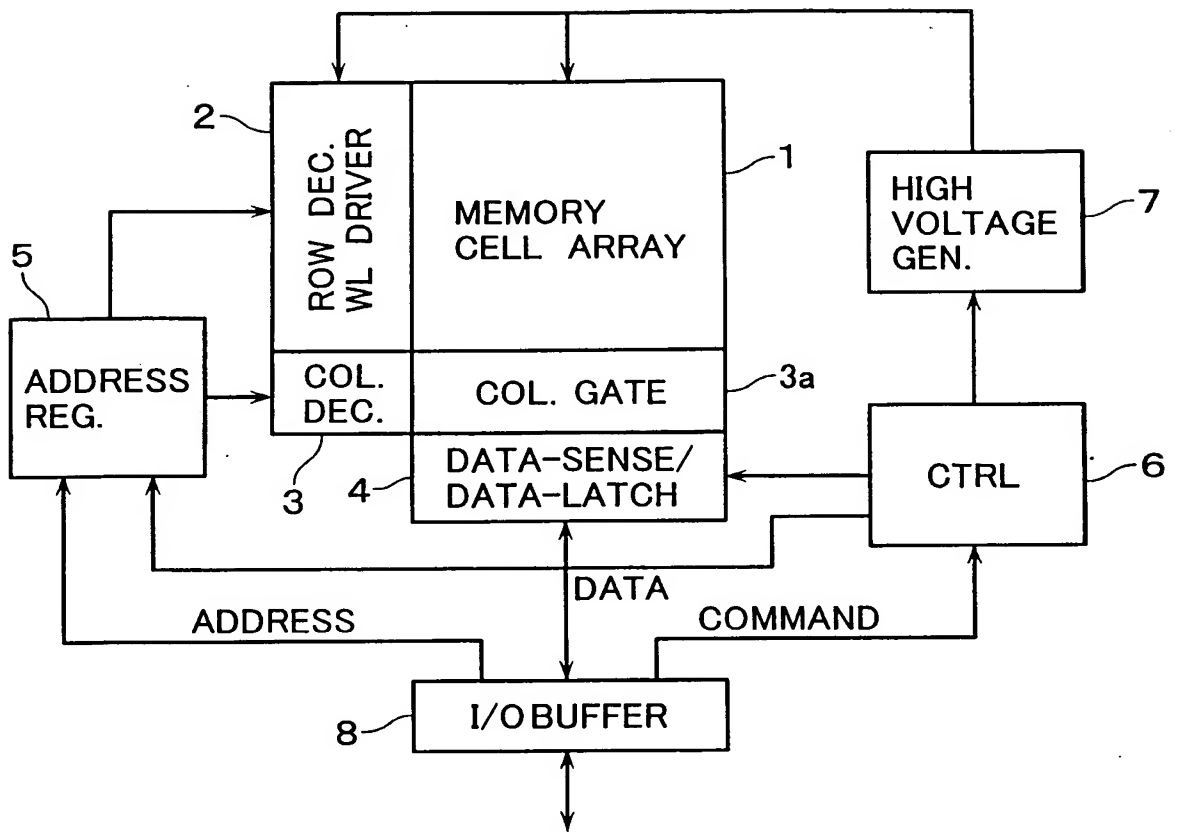 2
ROW DEC.
WL DRIVER
MEMORY
CELL ARRAY
1
HIGH
VOLTAGE
GEN.
7
5
ADDRESS
REG.
COL.
DEC.
3
COL. GATE
3a
DATA-SENSE/
DATA-LATCH
4
CTRL
6
DATA
ADDRESS
COMMAND
I/O BUFFER
8